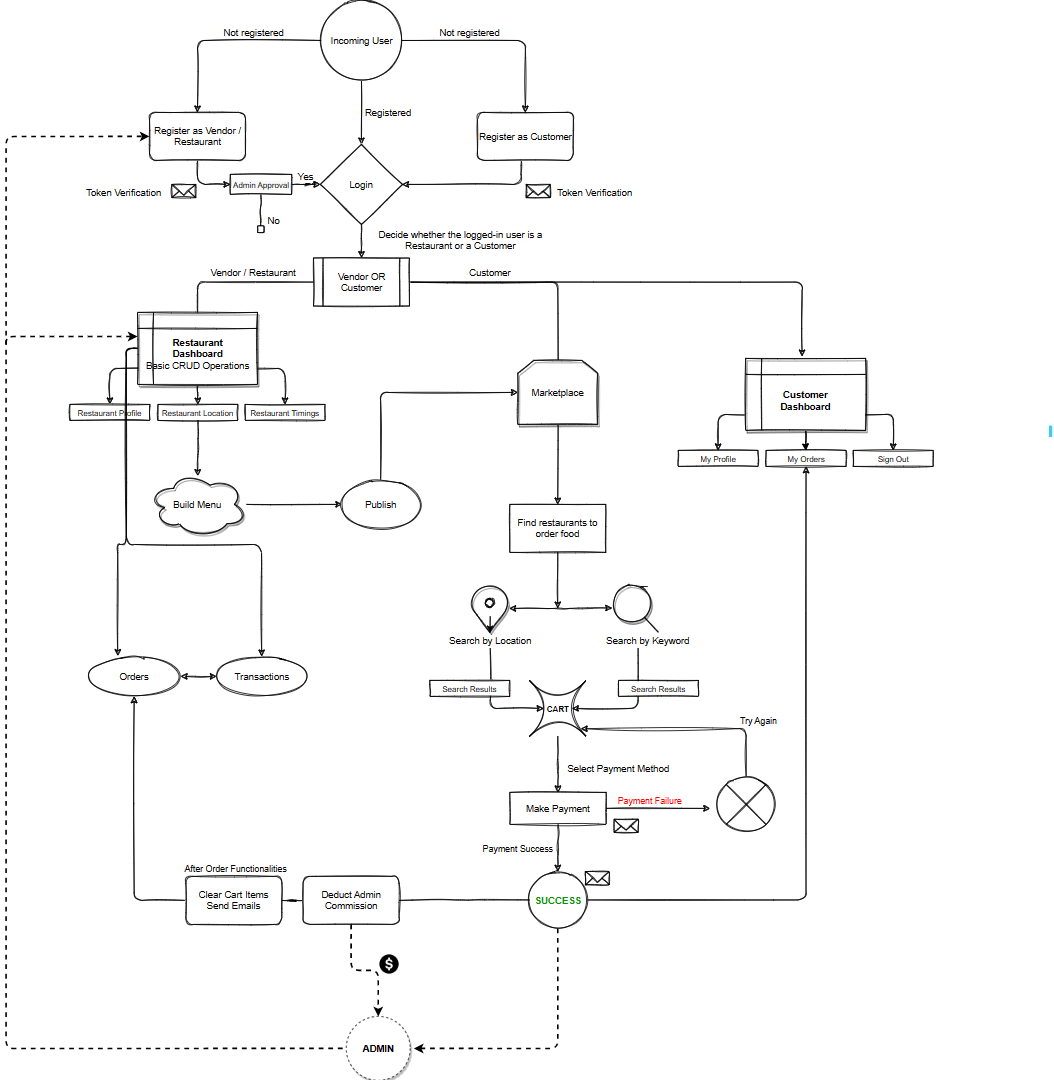 Not registered
Incoming User
Not registered
Registered
Register as Vendor /
Restaurant
Register as Customer
Token Verification
Admin Approval
Yes
Login
Token Verification
No
Decide whether the logged-in user is a
Restaurant or a Customer
Vendor / Restaurant
Vendor OR
Customer
Customer
Restaurant
Dashboard
Basic CRUD Operations
Marketplace
Customer
Dashboard
Restaurant Profile
Restaurant Location
Restaurant Timings
My Profile
My Orders
Sign Out
Build Menu
Publish
Find restaurants to
order food
Search by Location
Search by Keyword
Orders
Transactions
Search Results
Search Results
CART
Try Again
Select Payment Method
Make Payment
Payment Failure
Payment Success
After Order Functionalities
Clear Cart Items
Send Emails
Deduct Admin
Commission
SUCCESS
$
ADMIN